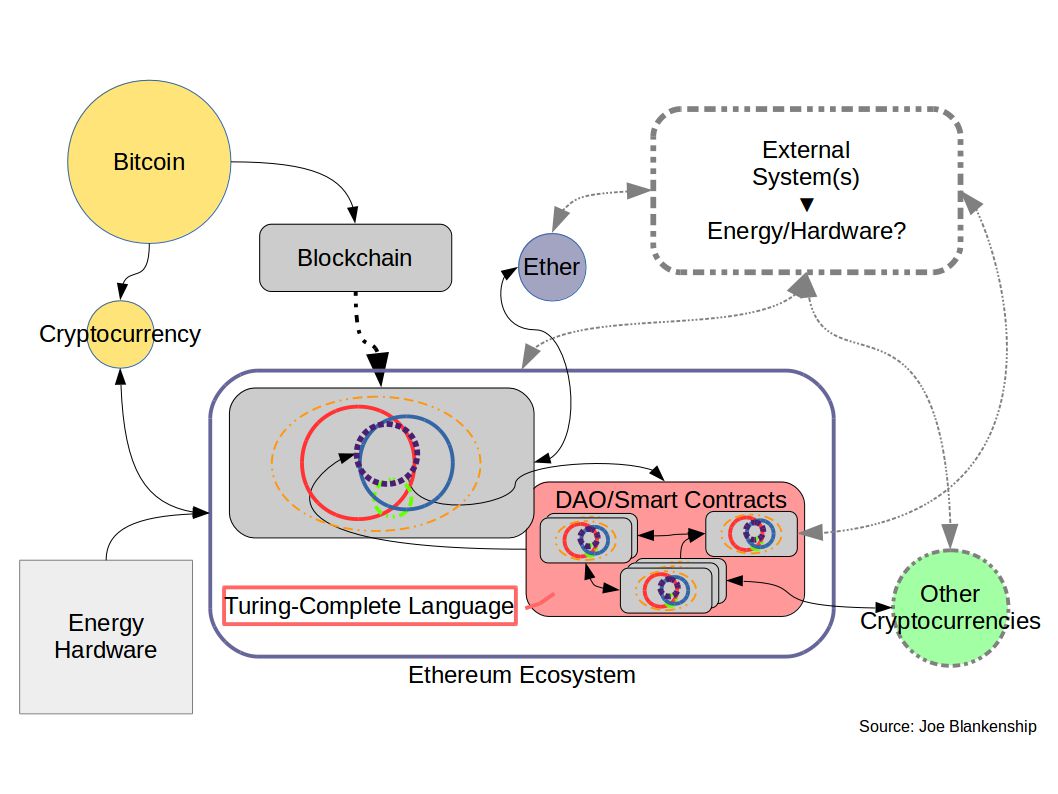 Bitcoin
External
System(s)
▼
Energy/Hardware?
Blockchain
Ether
Cryptocurrency
DAO/Smart Contracts
Turing-Complete Language
Other
Cryptocurrencies
Energy
Hardware
Ethereum Ecosystem
Source: Joe Blankenship